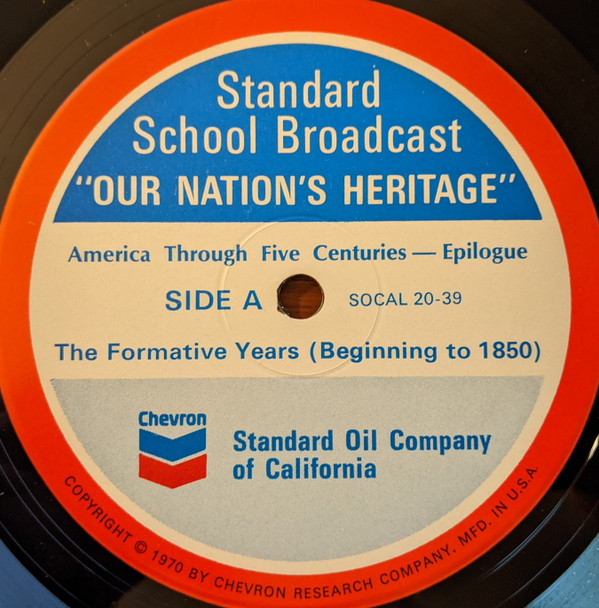 Standard
School Broadcast
“OUR NATION'S HERITAGE”
America Through Five Centuries — Epilogue
SIDE A SOCAL 20-39
The Formative Years (Beginning to 1850)
Chevron
Standard Oil Company
of California
COPYRIGHT © 1970 BY CHEVRON RESEARCH COMPANY. MFD. IN U.S.A.